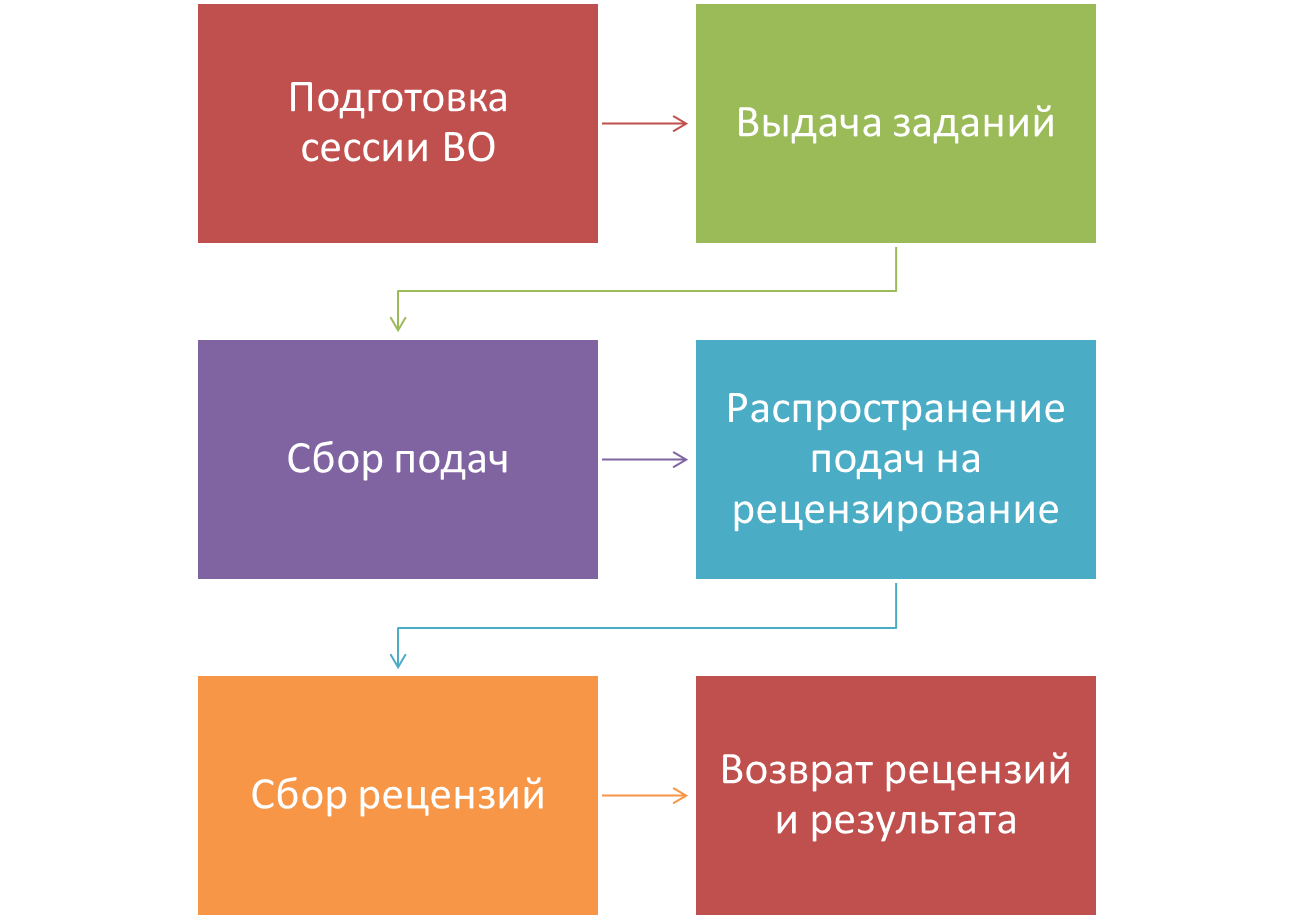 Подготовка
сессии ВО
Выдача заданий
Сбор подач
Распространение
подач на
рецензирование
Сбор рецензий
Возврат рецензий
и результата